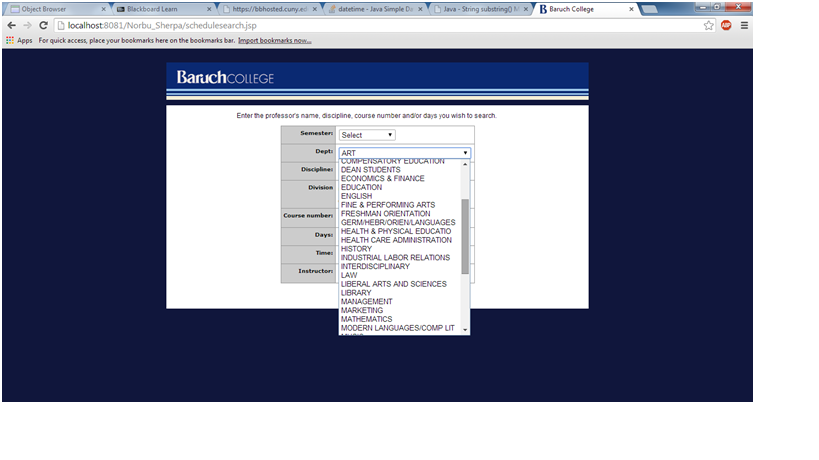 Object Browser
Blackboard Learn
https://bbhosted.cuny.ed
datetime - Java Simple Da
Java - String substring() M
Baruch College
localhost:8081/Norbu_Sherpa/schedulesearch.jsp
ABP
Apps For quick access, place your bookmarks here on the bookmarks bar. Import bookmarks now...
Baruch COLLEGE
Enter the professor's name, discipline, course number and/or days you wish to search.
Semester: Select
Dept: ART
COMPENSATORY EDUCATION
Discipline: DEAN STUDENTS
ECONOMICS & FINANCE
Division EDUCATION
ENGLISH
FINE & PERFORMING ARTS
Course number: FRESHMAN ORIENTATION
GERM/HEBR/ORIEN/LANGUAGES
Days: HEALTH & PHYSICAL EDUCATIO
HEALTH CARE ADMINISTRATION
Time: HISTORY
INDUSTRIAL LABOR RELATIONS
Instructor: INTERDISCIPLINARY
LAW
LIBERAL ARTS AND SCIENCES
LIBRARY
MANAGEMENT
MARKETING
MATHEMATICS
MODERN LANGUAGES/COMP LIT